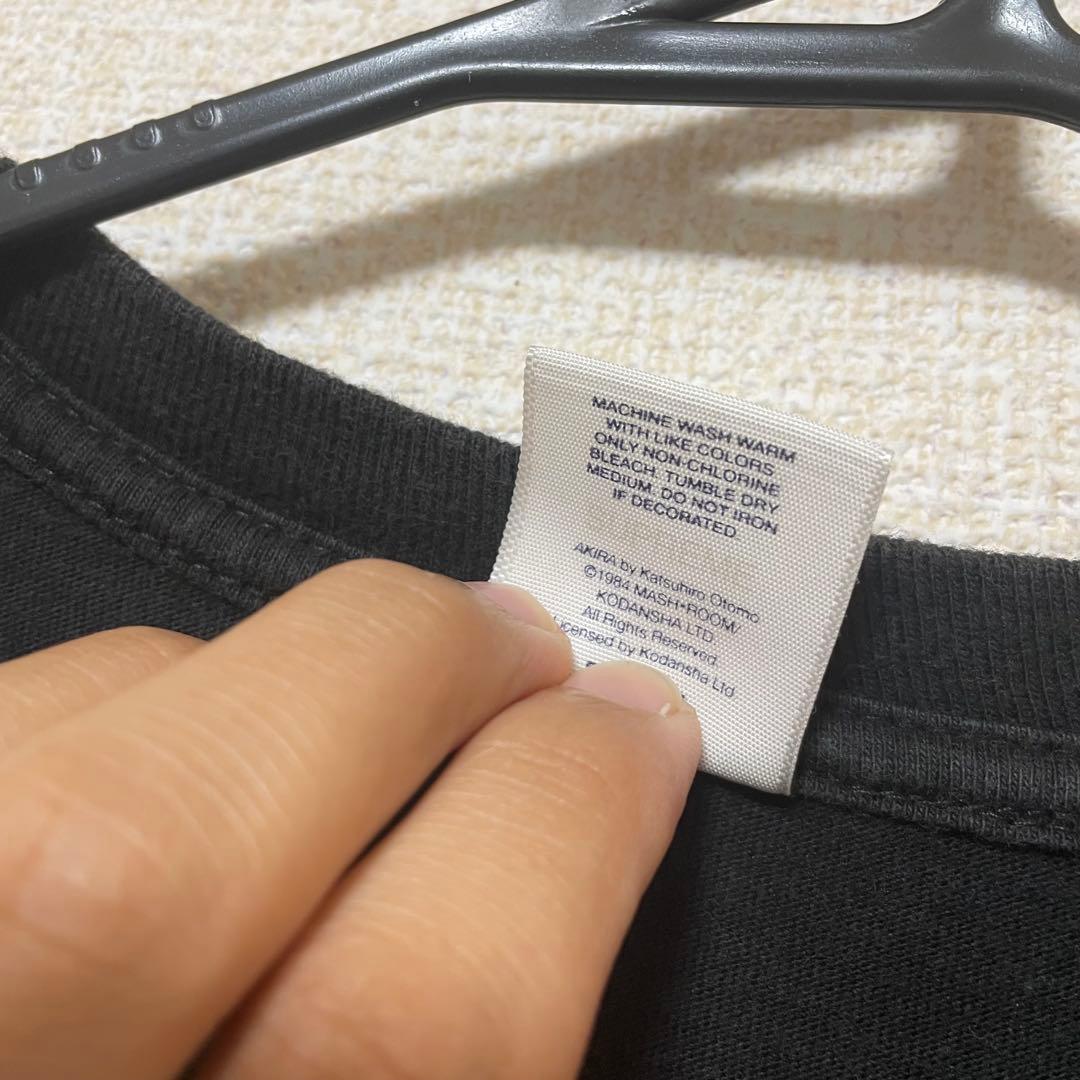 MACHINE WASH WARM
WITH LIKE COLORS
ONLY NON-CHLORINE
BLEACH, TUMBLE DRY
MEDIUM. DO NOT IRON
IF DECORATED
AKIRA by Katsuhiro Otomo
©1984 MASH•ROOM/
KODANSHA LTD
All Rights Reserved
Licensed by Kodansha Ltd